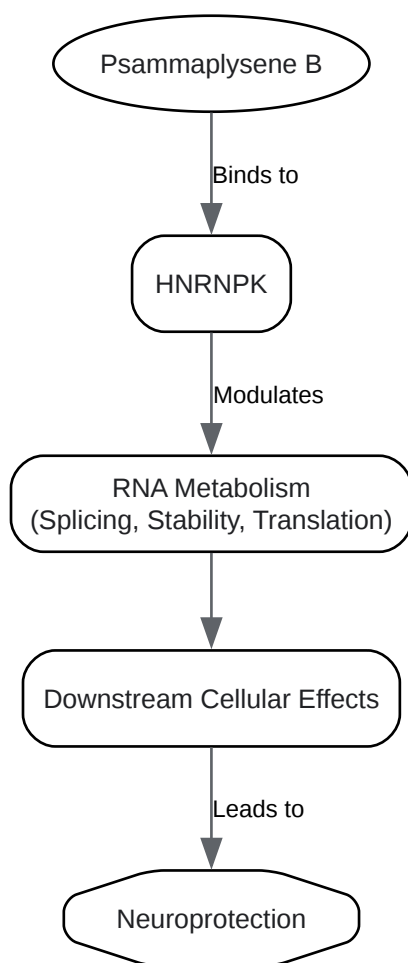 Psammaplysene B
Binds to
HNRNPK
Modulates
RNA Metabolism
(Splicing, Stability, Translation)
Downstream Cellular Effects
Leads to
Neuroprotection